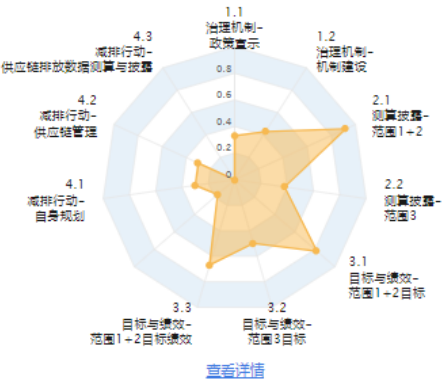 1.1
治理机制-
政策宣示
1.2
治理机制-
机制建设
2.1
测算披露-
范围1+2
2.2
测算披露-
范围3
3.1
目标与绩效-
范围1+2目标
3.2
目标与绩效-
范围3目标
3.3
目标与绩效-
范围1+2目标绩效
4.1
减排行动-
自身规划
4.2
减排行动-
供应链管理
4.3
减排行动-
供应链排放数据测算与披露
0.8
0.6
0.4
0.2
0
查看详情